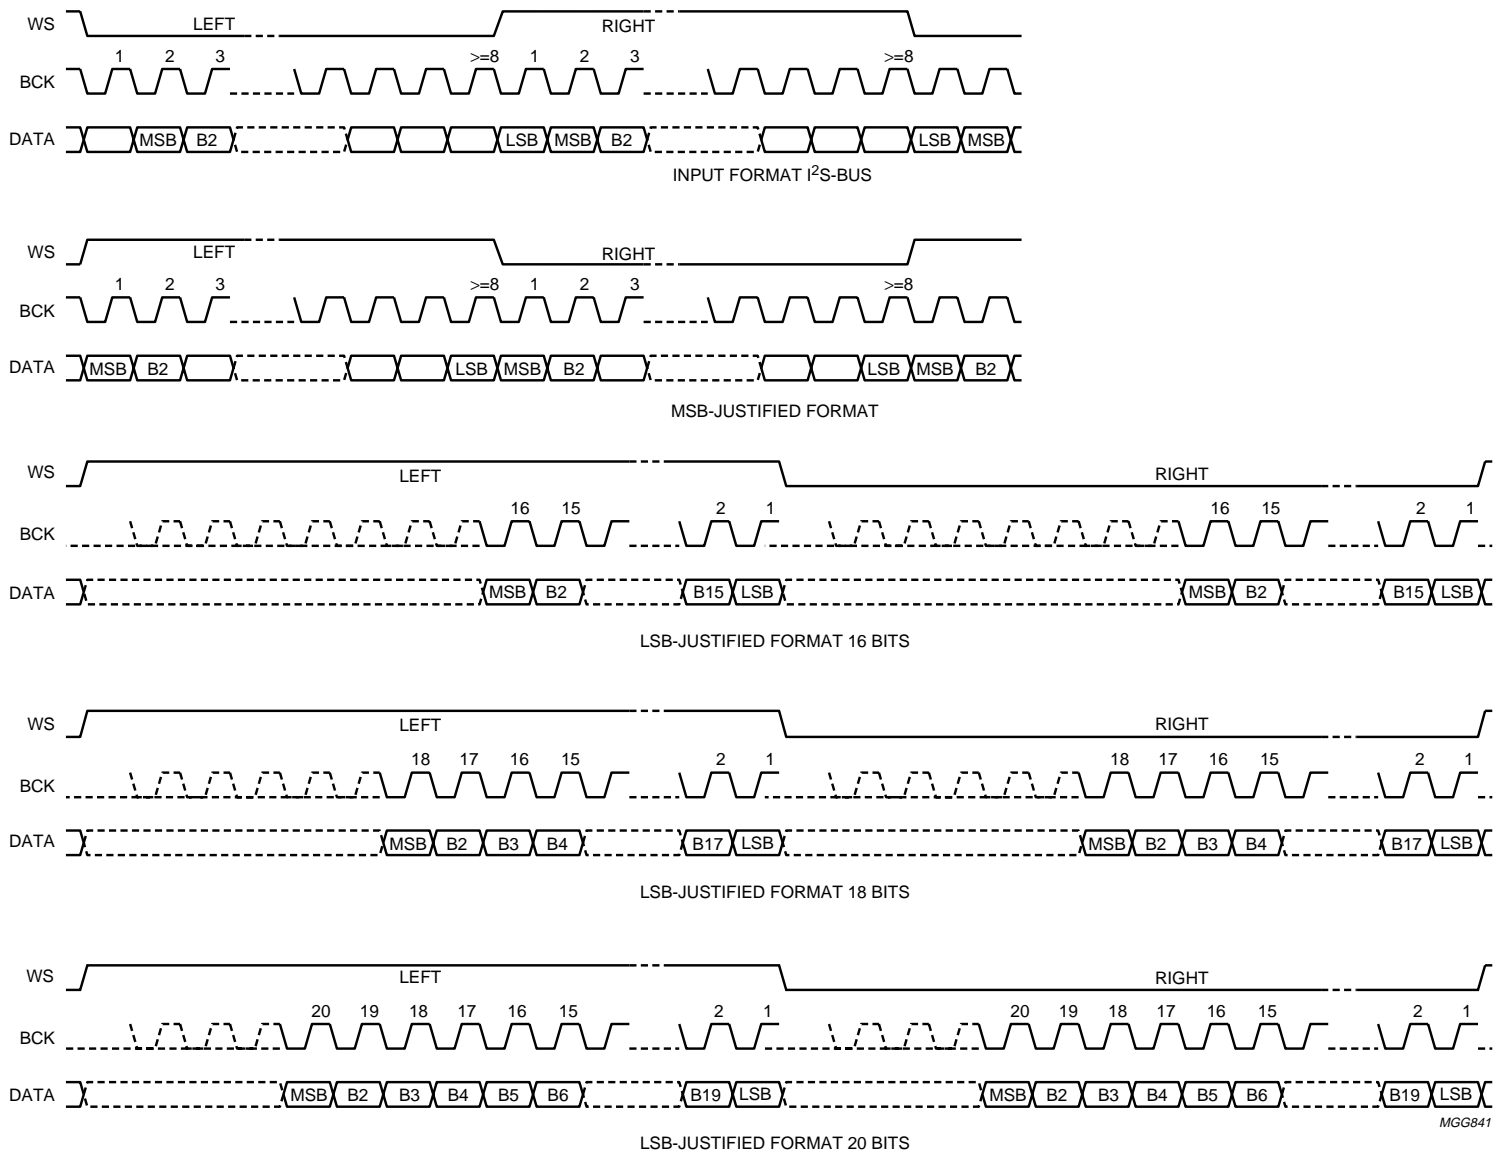 WS LEFT RIGHT
1 2 3 >=8 1 2 3 >=8
BCK
DATA MSB B2 LSB MSB B2 LSB MSB
INPUT FORMAT I²S-BUS
WS LEFT RIGHT
1 2 3 >=8 1 2 3 >=8
BCK
DATA MSB B2 LSB MSB B2 LSB MSB B2
MSB-JUSTIFIED FORMAT
WS LEFT RIGHT
16 15 2 1 16 15 2 1
BCK
DATA MSB B2 B15 LSB MSB B2 B15 LSB
LSB-JUSTIFIED FORMAT 16 BITS
WS LEFT RIGHT
18 17 16 15 2 1 18 17 16 15 2 1
BCK
DATA MSB B2 B3 B4 B17 LSB MSB B2 B3 B4 B17 LSB
LSB-JUSTIFIED FORMAT 18 BITS
WS LEFT RIGHT
20 19 18 17 16 15 2 1 20 19 18 17 16 15 2 1
BCK
DATA MSB B2 B3 B4 B5 B6 B19 LSB MSB B2 B3 B4 B5 B6 B19 LSB
MGG841
LSB-JUSTIFIED FORMAT 20 BITS